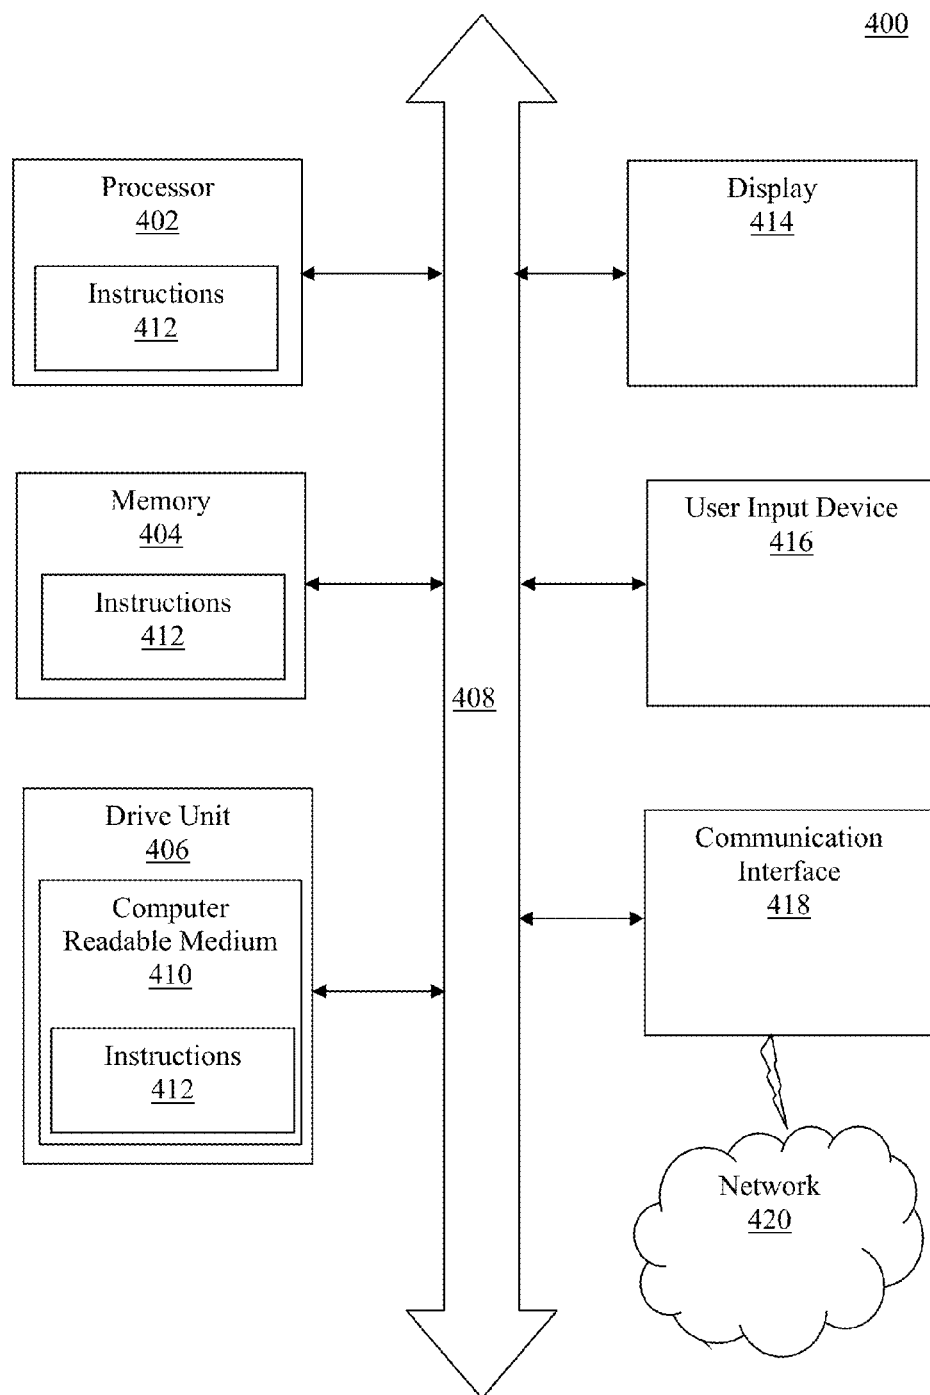 400
Processor
402
Instructions
412
Display
414
Memory
404
Instructions
412
User Input Device
416
408
Drive Unit
406
Computer
Readable Medium
410
Instructions
412
Communication
Interface
418
Network
420